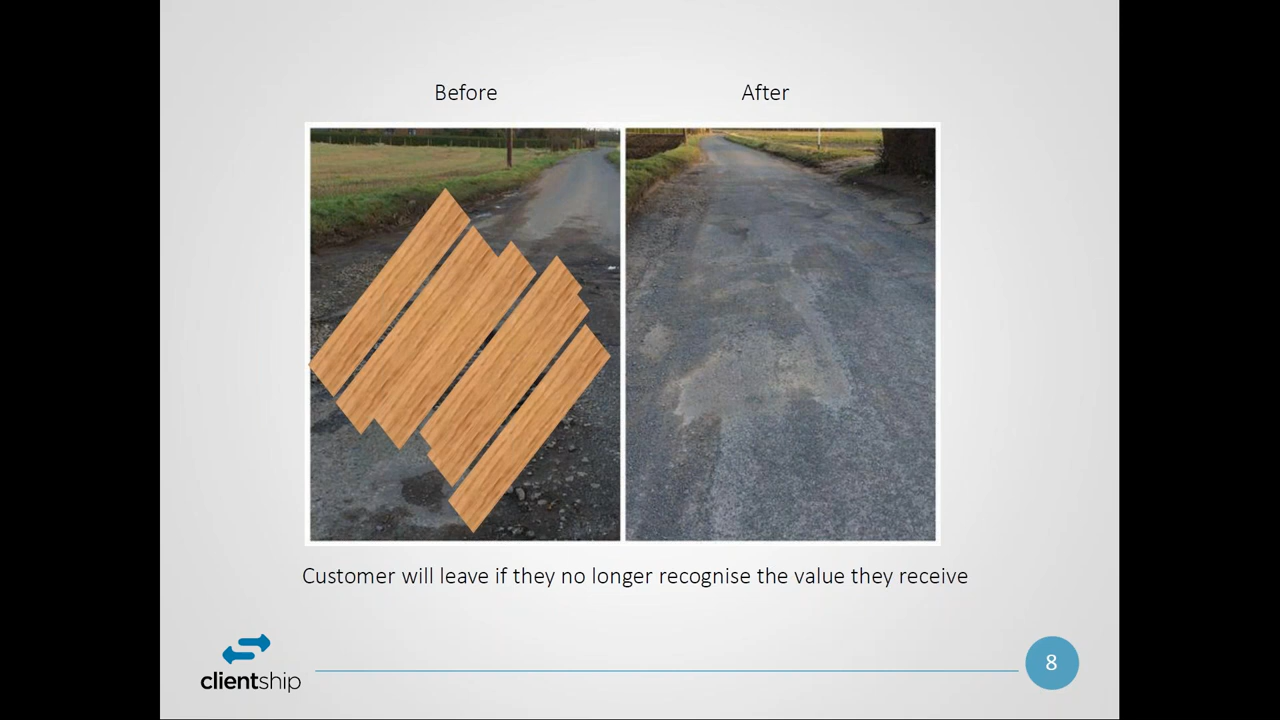 Before
After
Customer will leave if they no longer recognise the value they receive
clientship
8